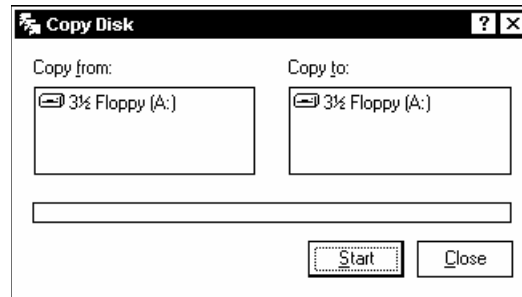 Copy Disk
Copy from:
Copy to:
3½ Floppy (A:)
3½ Floppy (A:)
Start
Close